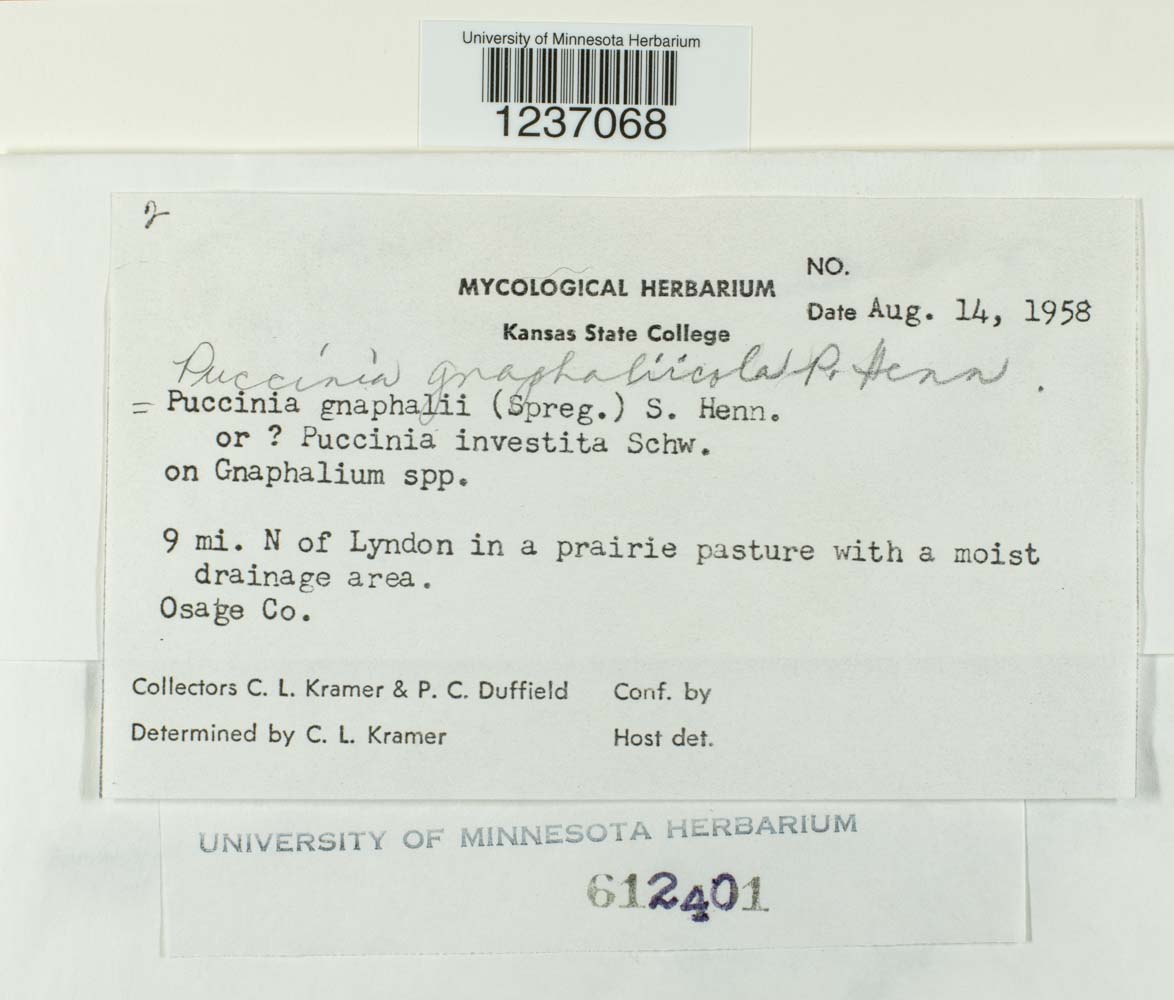 University of Minnesota Herbarium
1237068
2
MYCOLOGICAL HERBARIUM
NO.
Kansas State College
Date Aug. 14, 1958
Puccinia gnaphaliicola P. Henn.
= Puccinia gnaphalii (Spreg.) S. Henn.
or ? Puccinia investita Schw.
on Gnaphalium spp.
9 mi. N of Lyndon in a prairie pasture with a moist
drainage area.
Osage Co.
Collectors C. L. Kramer & P. C. Duffield Conf. by
Determined by C. L. Kramer Host det.
UNIVERSITY OF MINNESOTA HERBARIUM
612401